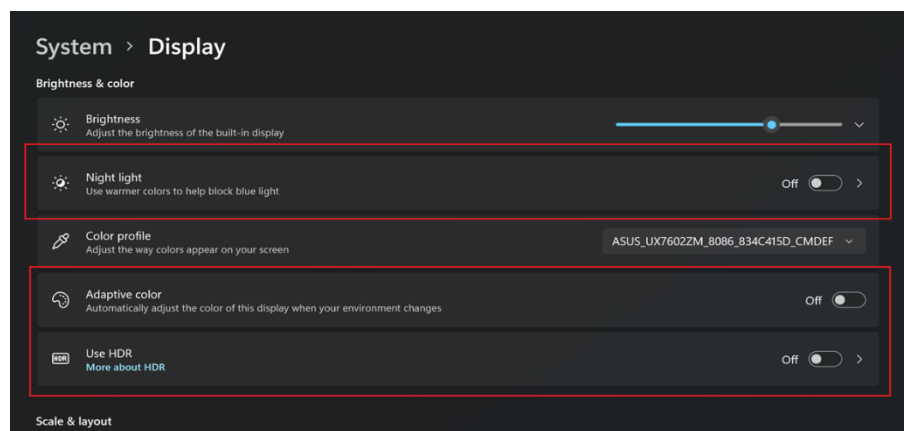 System > Display
Brightness & color
Brightness
Adjust the brightness of the built-in display
Night light
Use warmer colors to help block blue light
Off
Color profile
Adjust the way colors appear on your screen
ASUS_UX7602ZM_8086_834C415D_CMDEF
Adaptive color
Automatically adjust the color of this display when your environment changes
Off
HDR
Use HDR
More about HDR
Off
Scale & layout